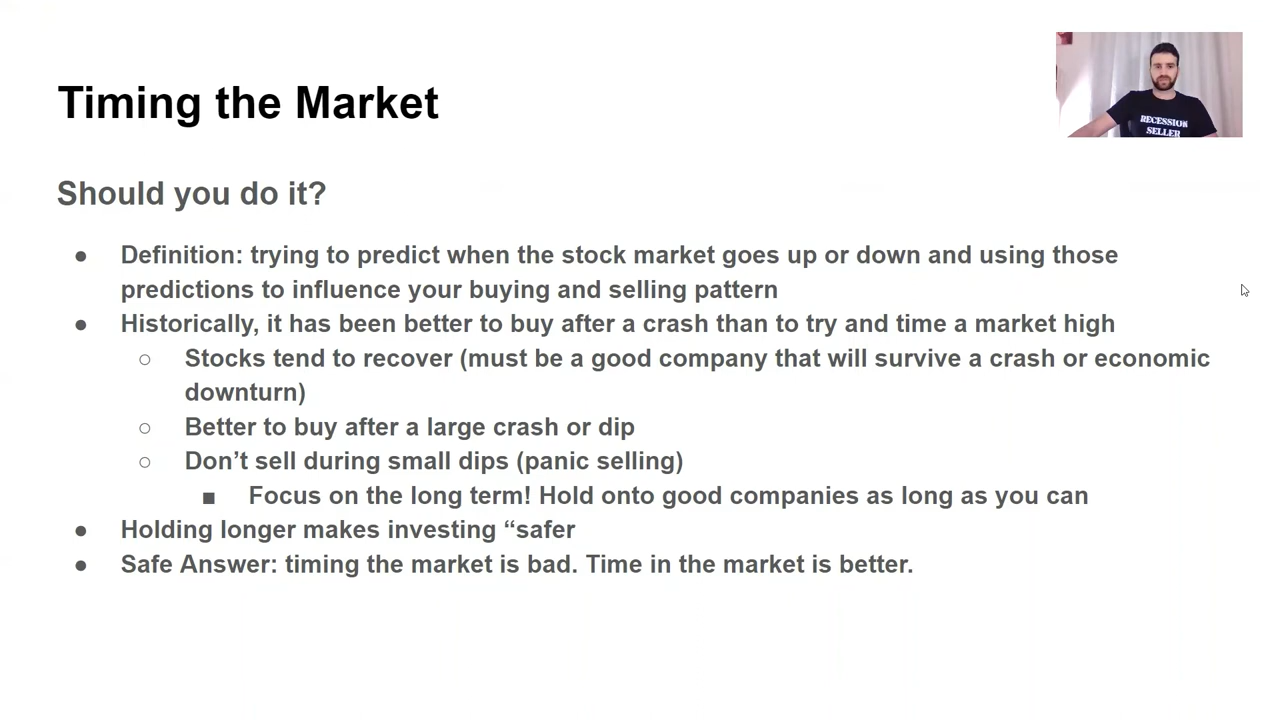 Timing the Market
RECESSION
SELLER
Should you do it?
● Definition: trying to predict when the stock market goes up or down and using those
predictions to influence your buying and selling pattern
● Historically, it has been better to buy after a crash than to try and time a market high
○ Stocks tend to recover (must be a good company that will survive a crash or economic
downturn)
○ Better to buy after a large crash or dip
○ Don’t sell during small dips (panic selling)
■ Focus on the long term! Hold onto good companies as long as you can
● Holding longer makes investing “safer
● Safe Answer: timing the market is bad. Time in the market is better.